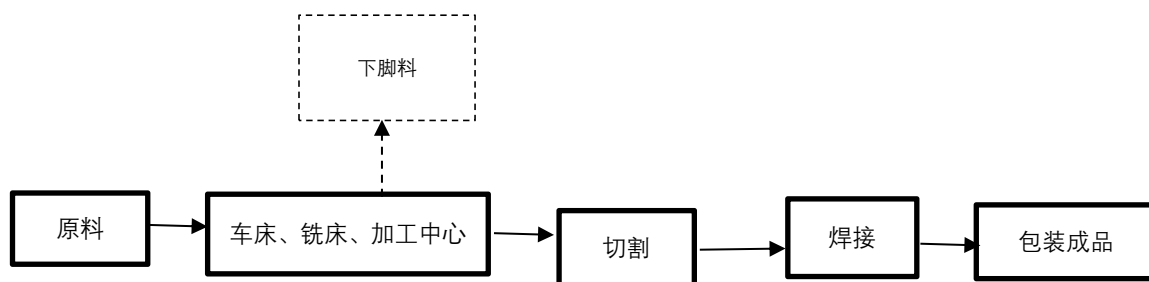 下脚料
原料
车床、铣床、加工中心
切割
焊接
包装成品